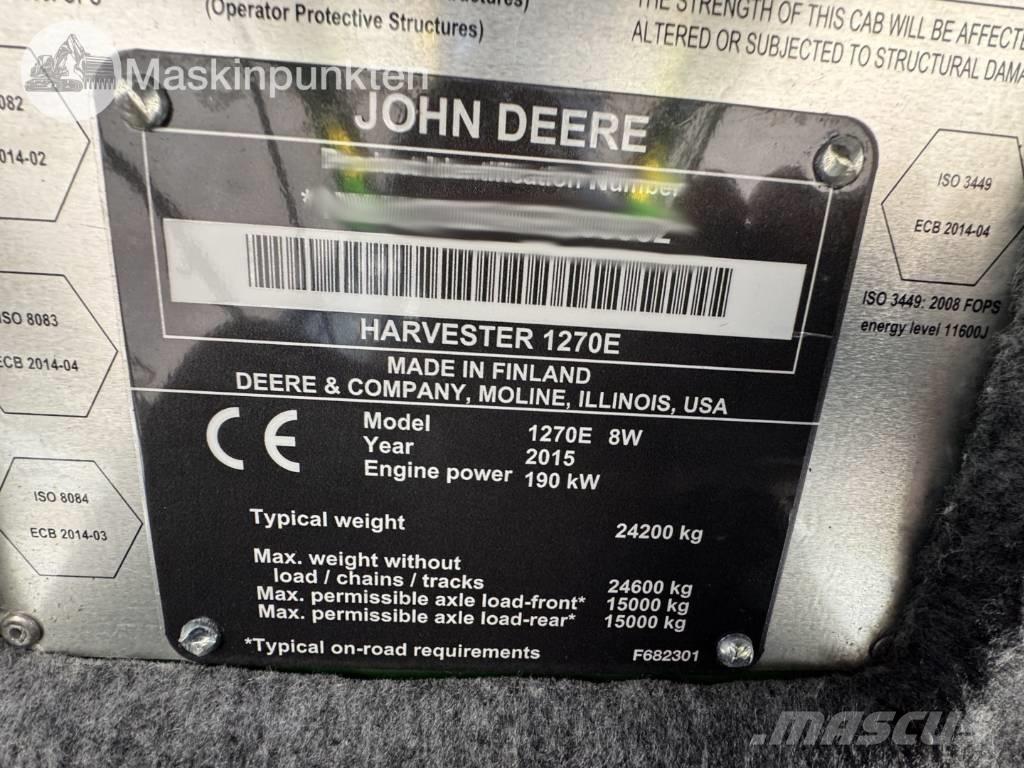 (Operator Protective Structures)
THE STRENGTH OF THIS CAB WILL BE AFFECTE
ALTERED OR SUBJECTED TO STRUCTURAL DAMA
Maskinpunkten
082
2014-02
JOHN DEERE
Product Identification Number
*
ISO 3449
ECB 2014-04
ISO 3449: 2008 FOPS
energy level 11600J
ISO 8083
ECB 2014-04
HARVESTER 1270E
MADE IN FINLAND
DEERE & COMPANY, MOLINE, ILLINOIS, USA
CE
Model 1270E 8W
Year 2015
Engine power 190 kW
ISO 8084
ECB 2014-03
Typical weight 24200 kg
Max. weight without
load / chains / tracks 24600 kg
Max. permissible axle load-front* 15000 kg
Max. permissible axle load-rear* 15000 kg
*Typical on-road requirements F682301
MASCUS